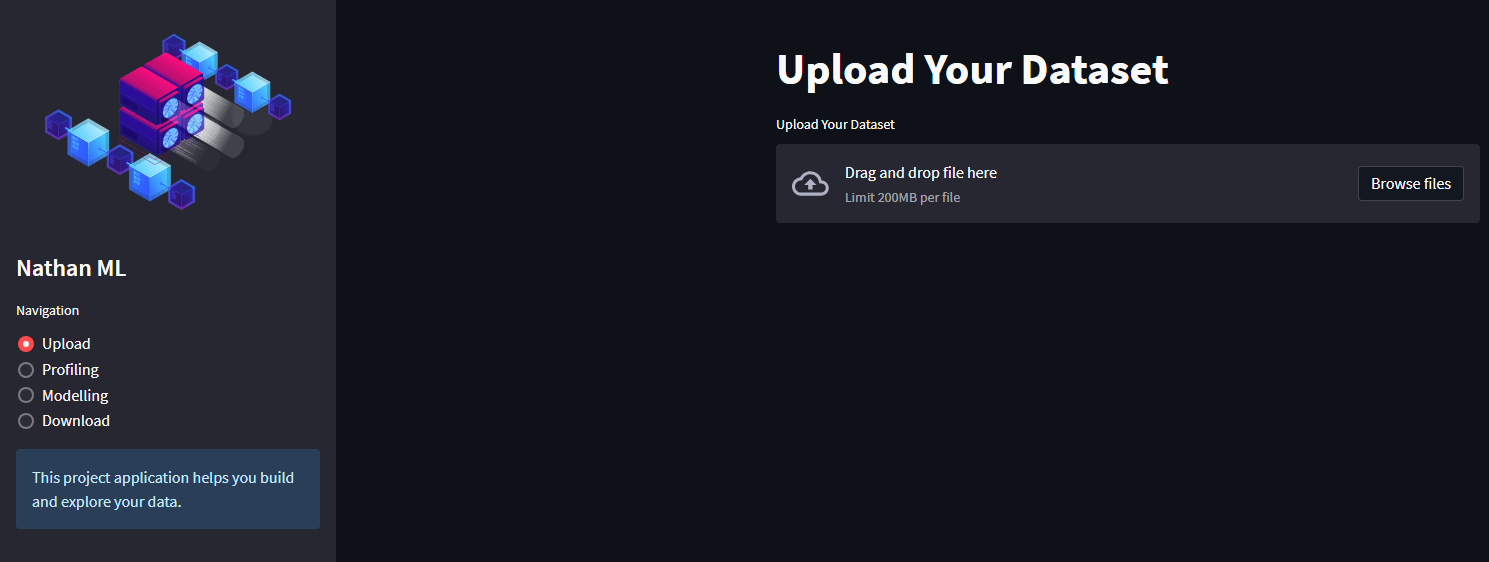 Nathan ML
Navigation
Upload
Profiling
Modelling
Download
This project application helps you build
and explore your data.
Upload Your Dataset
Upload Your Dataset
Drag and drop file here
Limit 200MB per file
Browse files